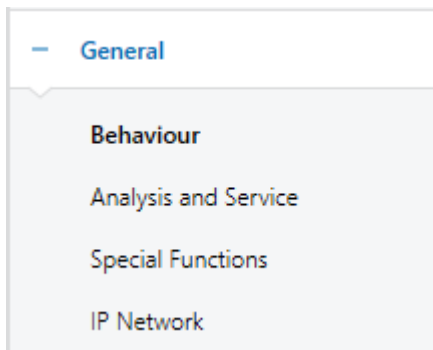 General
Behaviour
Analysis and Service
Special Functions
IP Network